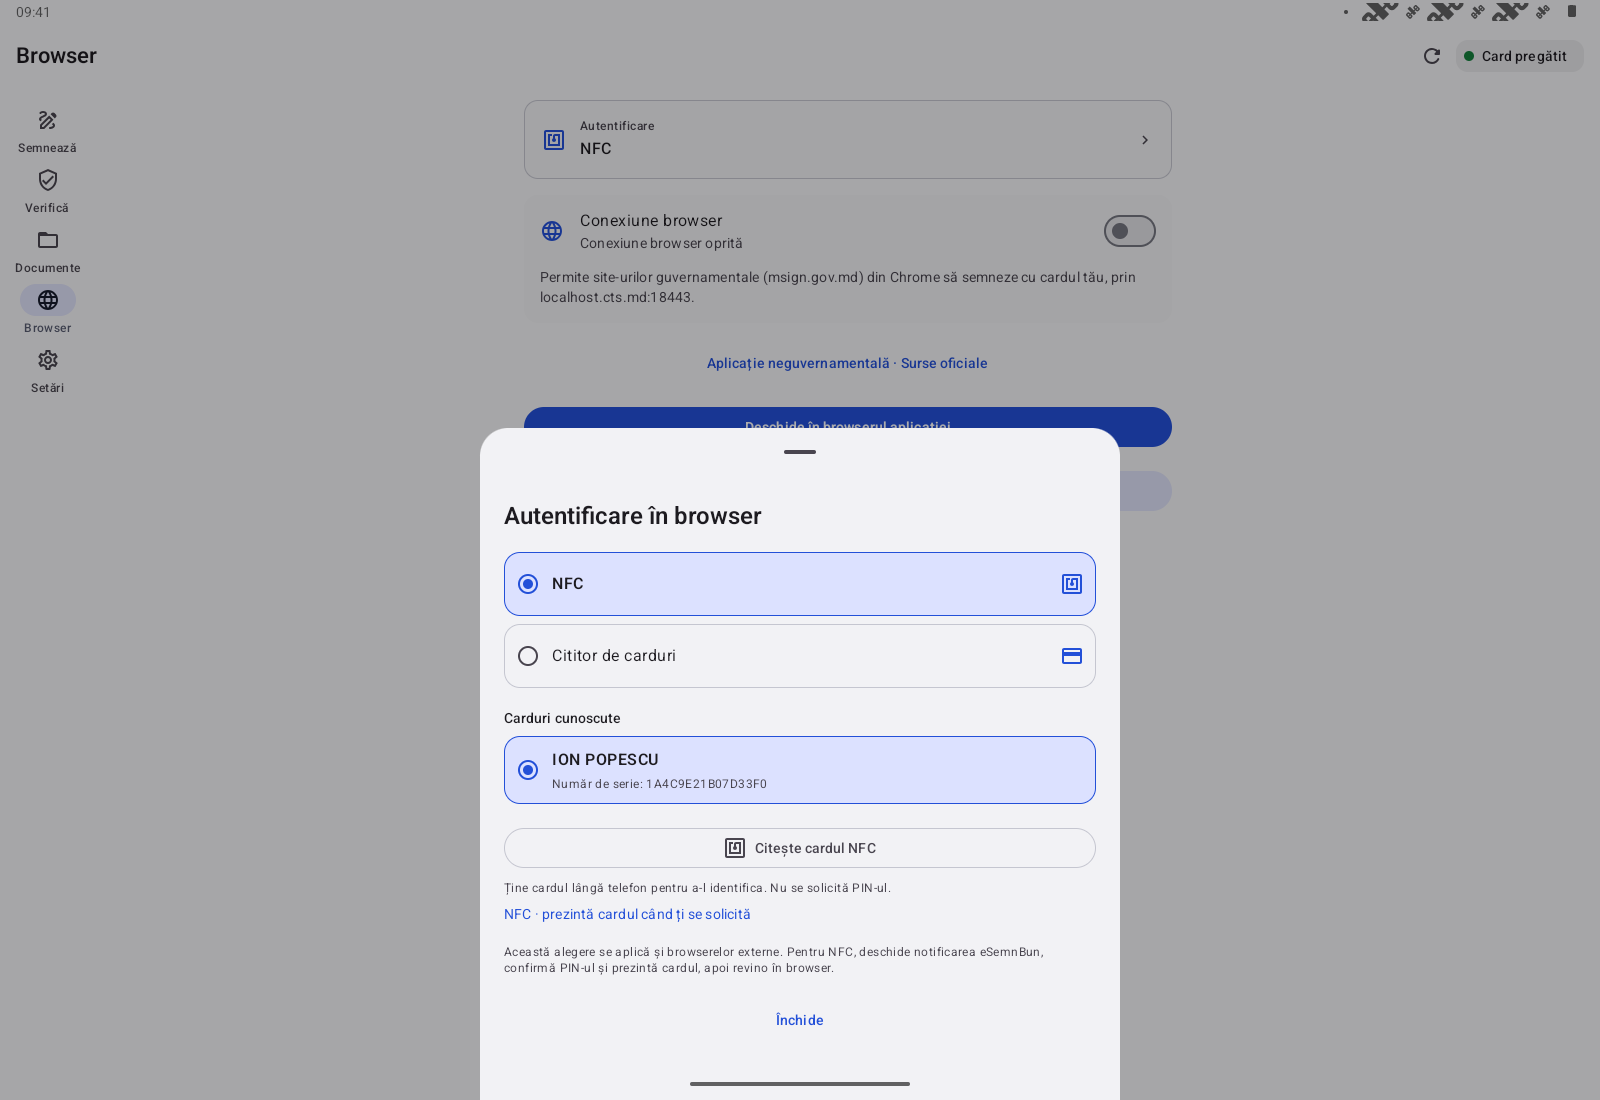 09:41
Browser
Card pregătit
Semnează
Verifică
Documente
Browser
Setări
Autentificare
NFC
Conexiune browser
Conexiune browser oprită
Permite site-urilor guvernamentale (msign.gov.md) din Chrome să semneze cu cardul tău, prin
localhost.cts.md:18443.
Aplicație neguvernamentală · Surse oficiale
Deschide în browserul aplicației
Autentificare în browser
NFC
Cititor de carduri
Carduri cunoscute
ION POPESCU
Număr de serie: 1A4C9E21B07D33F0
Citește cardul NFC
Ține cardul lângă telefon pentru a-l identifica. Nu se solicită PIN-ul.
NFC · prezintă cardul când ți se solicită
Această alegere se aplică și browserelor externe. Pentru NFC, deschide notificarea eSemnBun,
confirmă PIN-ul și prezintă cardul, apoi revino în browser.
Închide